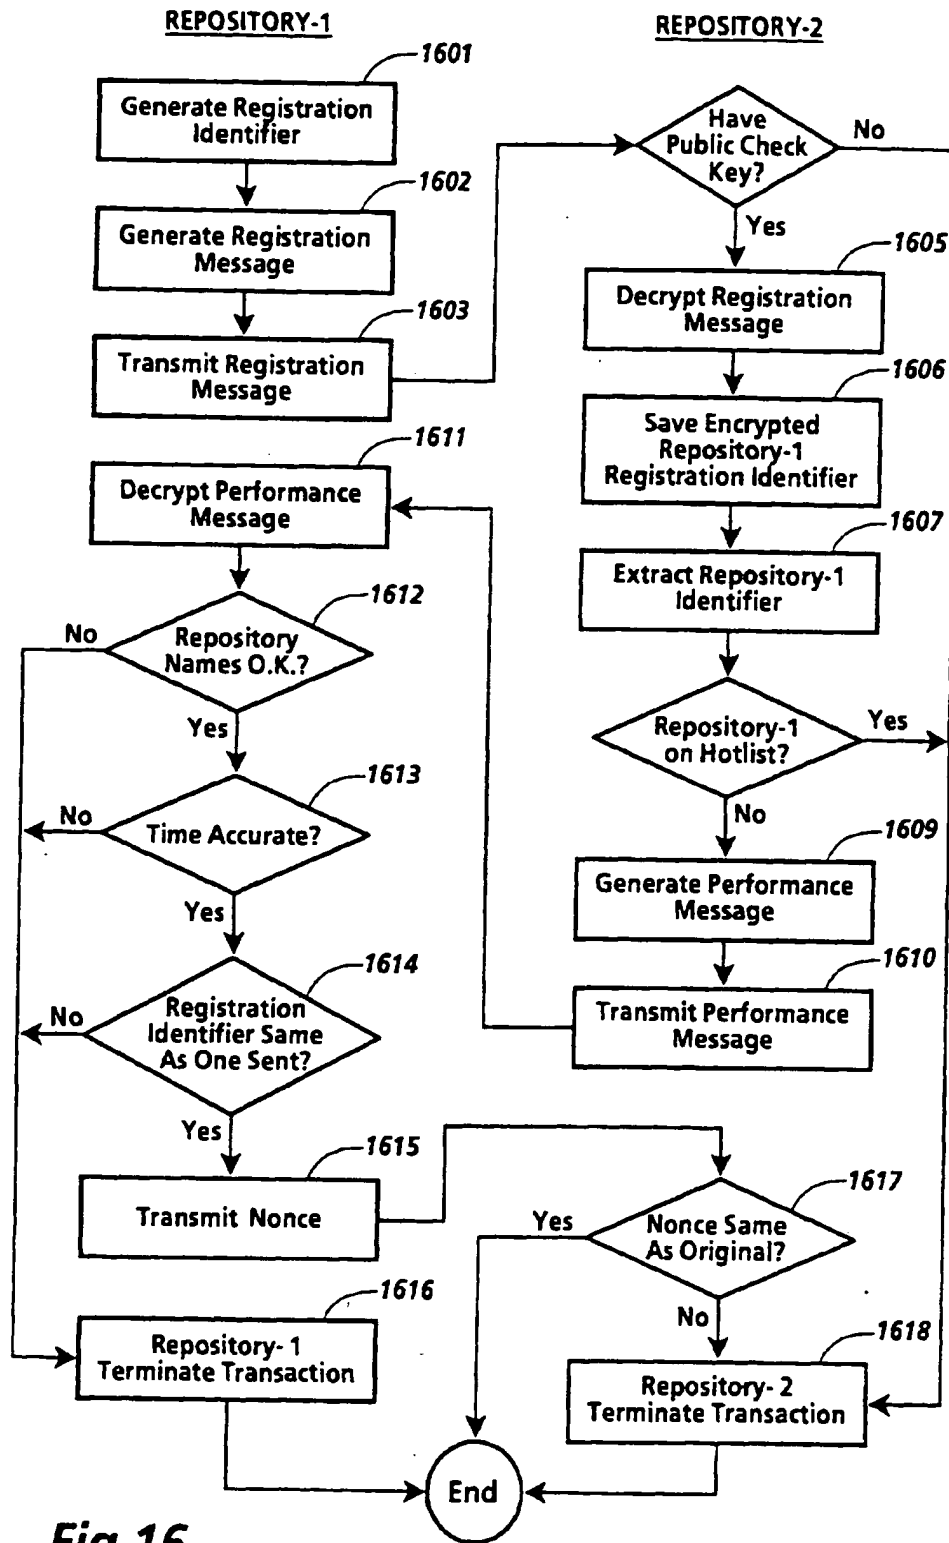 REPOSITORY-1
1601
Generate Registration
Identifier
1602
Generate Registration
Message
1603
Transmit Registration
Message
1611
Decrypt Performance
Message
1612
Repository
Names O.K.?
No
Yes
1613
Time Accurate?
No
Yes
1614
Registration
Identifier Same
As One Sent?
No
Yes
1615
Transmit Nonce
1616
Repository- 1
Terminate Transaction
REPOSITORY-2
Have
Public Check
Key?
No
Yes
1605
Decrypt Registration
Message
1606
Save Encrypted
Repository-1
Registration Identifier
1607
Extract Repository-1
Identifier
Repository-1
on Hotlist?
Yes
No
1609
Generate Performance
Message
1610
Transmit Performance
Message
1617
Nonce Same
As Original?
Yes
No
1618
Repository- 2
Terminate Transaction
End
Fig.16